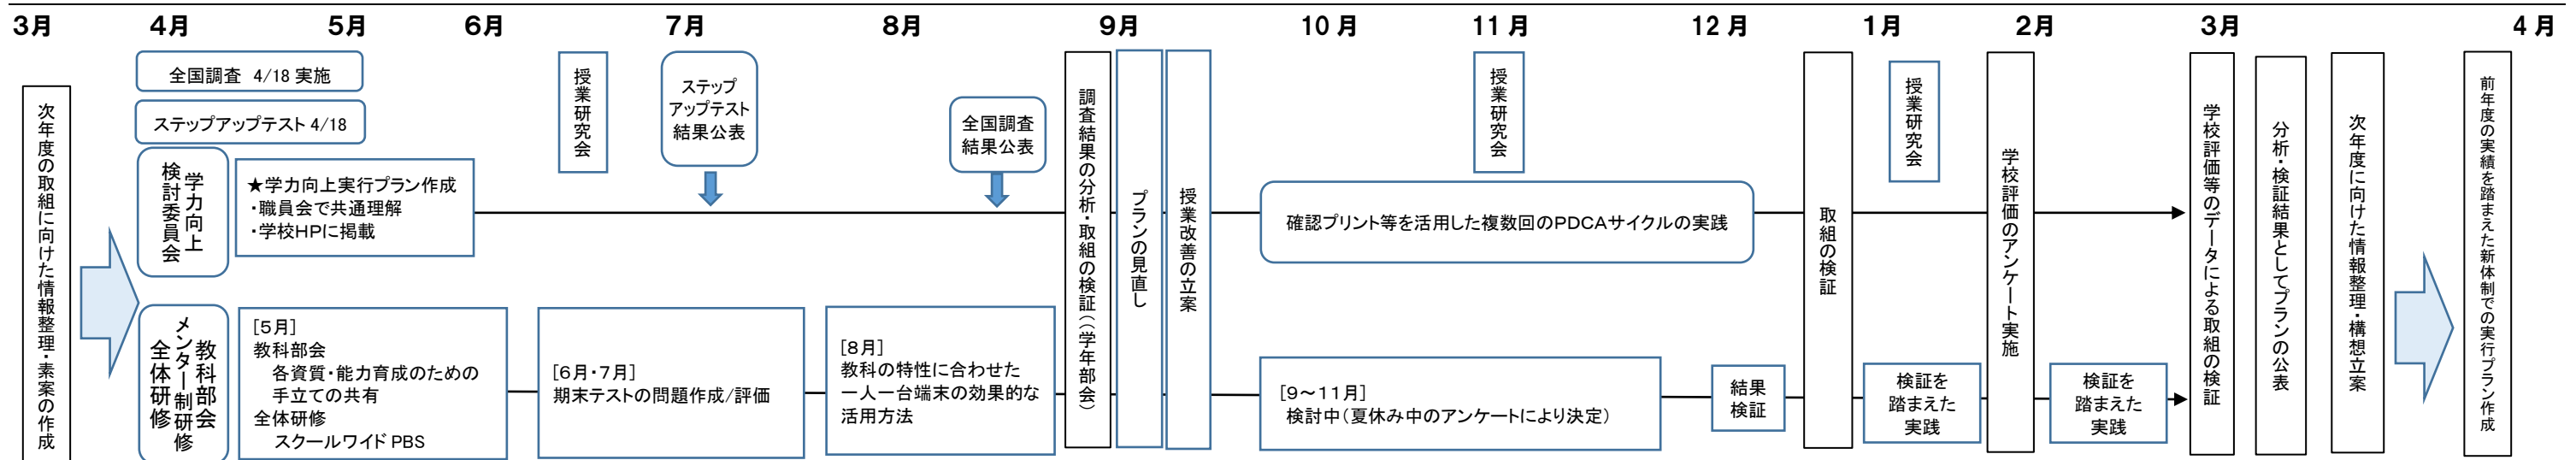 3月
4月
5月
6月
7月
8月
9月
10月
11月
12月
1月
2月
3月
4月
次年度の取組に向けた情報整理・素案の作成
全国調査 4/18 実施
ステップアップテスト 4/18
学力向上
検討委員会
★学力向上実行プラン作成
・職員会で共通理解
・学校HPに掲載
授業研究会
ステップ
アップテスト
結果公表
全国調査
結果公表
教科部会
メンター制研修
全体研修
[5月]
教科部会
各資質・能力育成のための
手立ての共有
全体研修
スクールワイド PBS
[6月・7月]
期末テストの問題作成/評価
[8月]
教科の特性に合わせた
一人一台端末の効果的な
活用方法
調査結果の分析・取組の検証((学年部会)
プランの見直し
授業改善の立案
授業研究会
確認プリント等を活用した複数回のPDCAサイクルの実践
[9～11月]
検討中(夏休み中のアンケートにより決定)
結果
検証
取組の検証
授業研究会
検証を
踏まえた
実践
学校評価のアンケート実施
検証を
踏まえた
実践
学校評価等のデータによる取組の検証
分析・検証結果としてプランの公表
次年度に向けた情報整理・構想立案
前年度の実績を踏まえた新体制での実行プラン作成